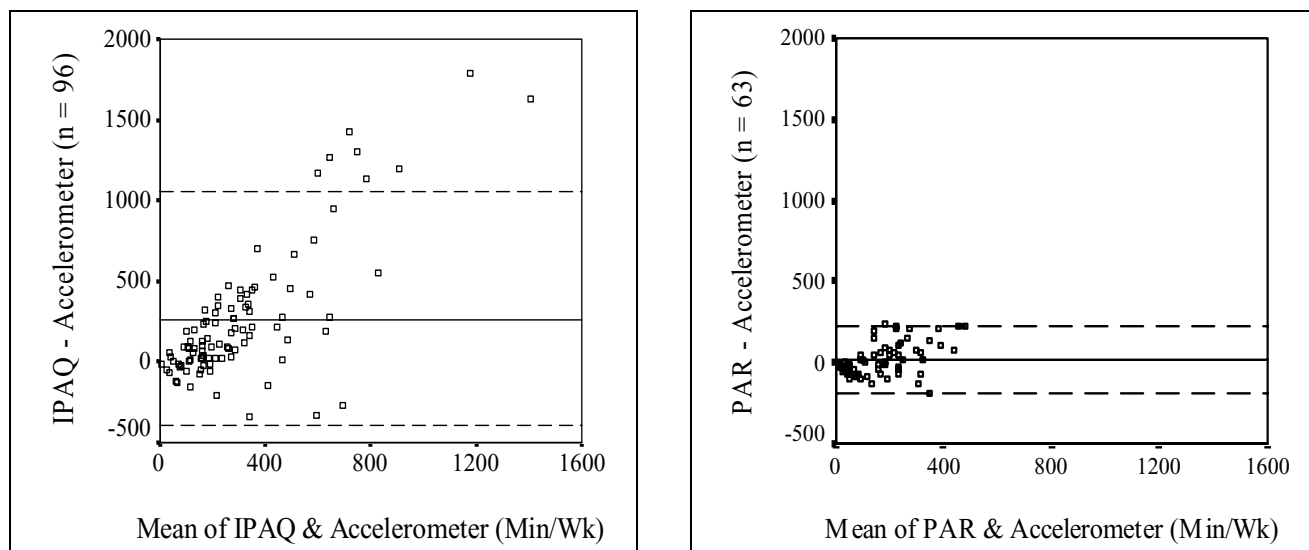 IPAQ - Accelerometer (n = 96)
2000
1500
1000
500
0
-500
0 400 800 1200 1600
Mean of IPAQ & Accelerometer (Min/Wk)
PAR - Accelerometer (n = 63)
2000
1500
1000
500
0
-500
0 400 800 1200 1600
Mean of PAR & Accelerometer (Min/Wk)